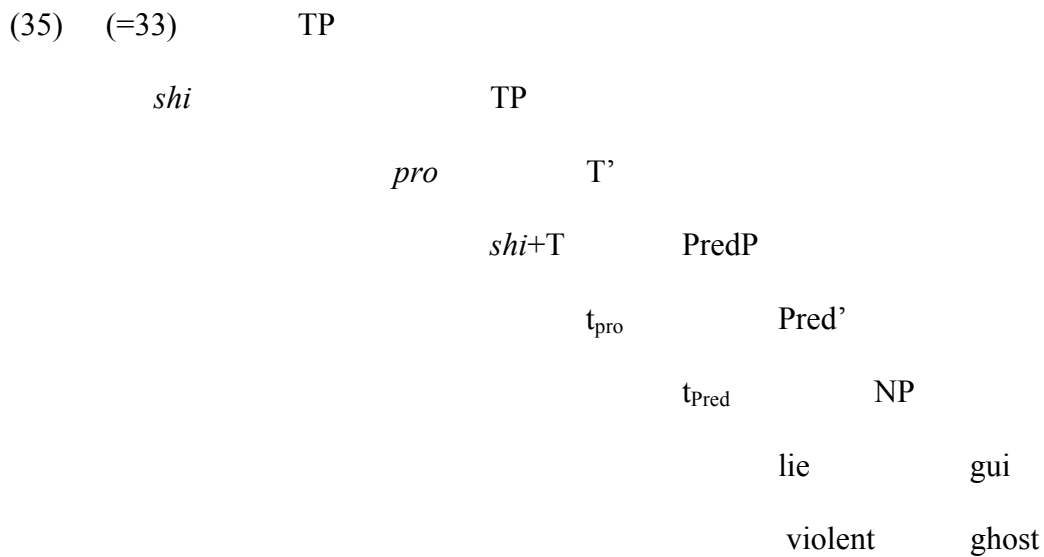 (35) (=33) TP
shi TP
pro T’
shi+T PredP
tpro Pred’
tPred NP
lie gui
violent ghost